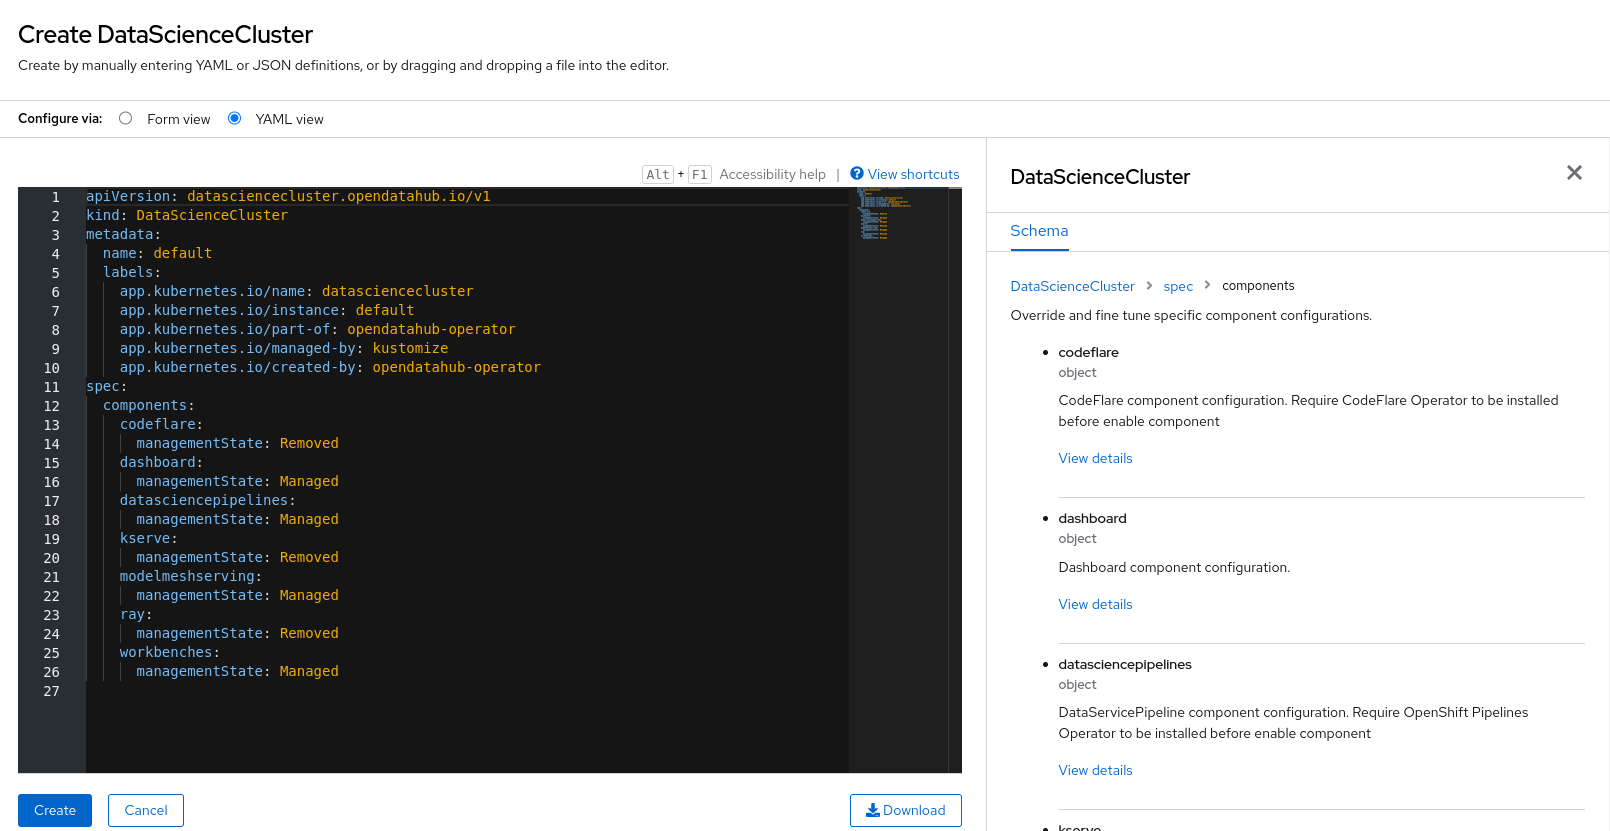 Create DataScienceCluster
Create by manually entering YAML or JSON definitions, or by dragging and dropping a file into the editor.
Configure via:
Form view
YAML view
Alt + F1 Accessibility help | View shortcuts
1 apiVersion: datasciencecluster.opendatahub.io/v1
2 kind: DataScienceCluster
3 metadata:
4 name: default
5 labels:
6 app.kubernetes.io/name: datasciencecluster
7 app.kubernetes.io/instance: default
8 app.kubernetes.io/part-of: opendatahub-operator
9 app.kubernetes.io/managed-by: kustomize
10 app.kubernetes.io/created-by: opendatahub-operator
11 spec:
12 components:
13 codeflare:
14 managementState: Removed
15 dashboard:
16 managementState: Managed
17 datasciencepipelines:
18 managementState: Managed
19 kserve:
20 managementState: Removed
21 modelmeshserving:
22 managementState: Managed
23 ray:
24 managementState: Removed
25 workbenches:
26 managementState: Managed
27
Create
Cancel
Download
DataScienceCluster
Schema
DataScienceCluster > spec > components
Override and fine tune specific component configurations.
• codeflare
object
CodeFlare component configuration. Require CodeFlare Operator to be installed
before enable component
View details
• dashboard
object
Dashboard component configuration.
View details
• datasciencepipelines
object
DataServicePipeline component configuration. Require OpenShift Pipelines
Operator to be installed before enable component
View details
• kserve